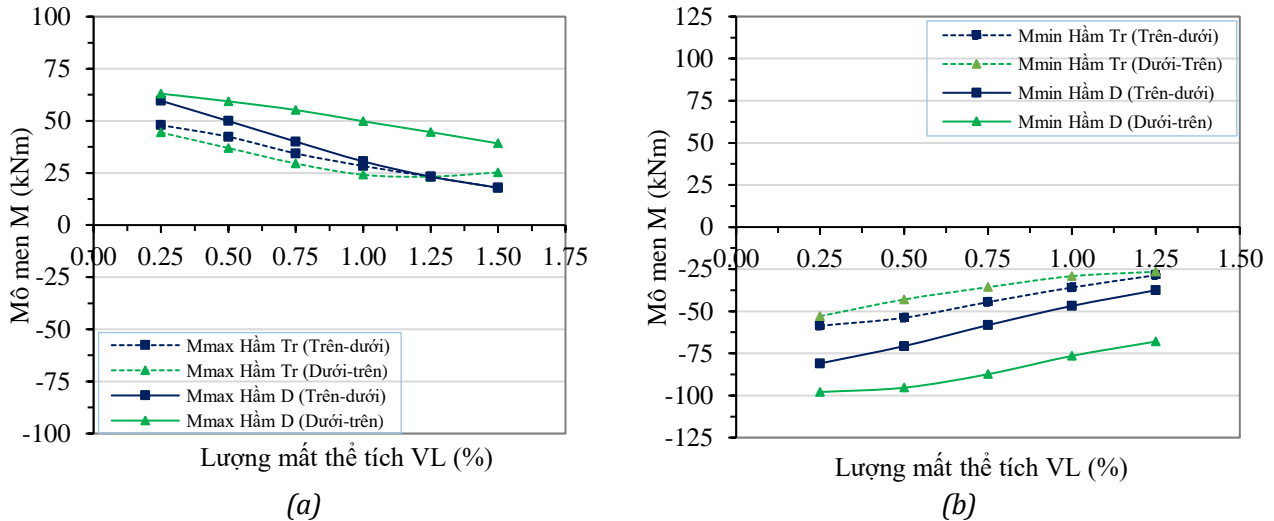 100
75
50
25
0
-25
-50
-75
-100
Mô men M (kNm)
0.00 0.25 0.50 0.75 1.00 1.25 1.50 1.75
Mmax Hầm Tr (Trên-dưới)
Mmax Hầm Tr (Dưới-trên)
Mmax Hầm D (Trên-dưới)
Mmax Hầm D (Dưới-trên)
Lượng mất thể tích VL (%)
(a)
125
100
75
50
25
0
-25
-50
-75
-100
-125
Mô men M (kNm)
Mmin Hầm Tr (Trên-dưới)
Mmin Hầm Tr (Dưới-Trên)
Mmin Hầm D (Trên-dưới)
Mmin Hầm D (Dưới-trên)
0.00 0.25 0.50 0.75 1.00 1.25 1.50
Lượng mất thể tích VL (%)
(b)